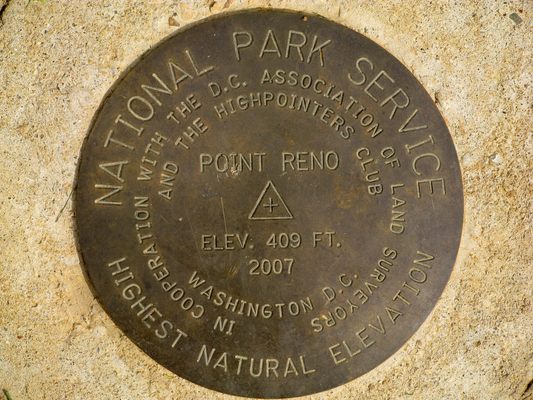 NATIONAL PARK SERVICE
IN COOPERATION WITH THE D.C. ASSOCIATION OF LAND SURVEYORS
AND THE HIGHPOINTERS CLUB
POINT RENO
ELEV. 409 FT.
2007
WASHINGTON D.C.
HIGHEST NATURAL ELEVATION